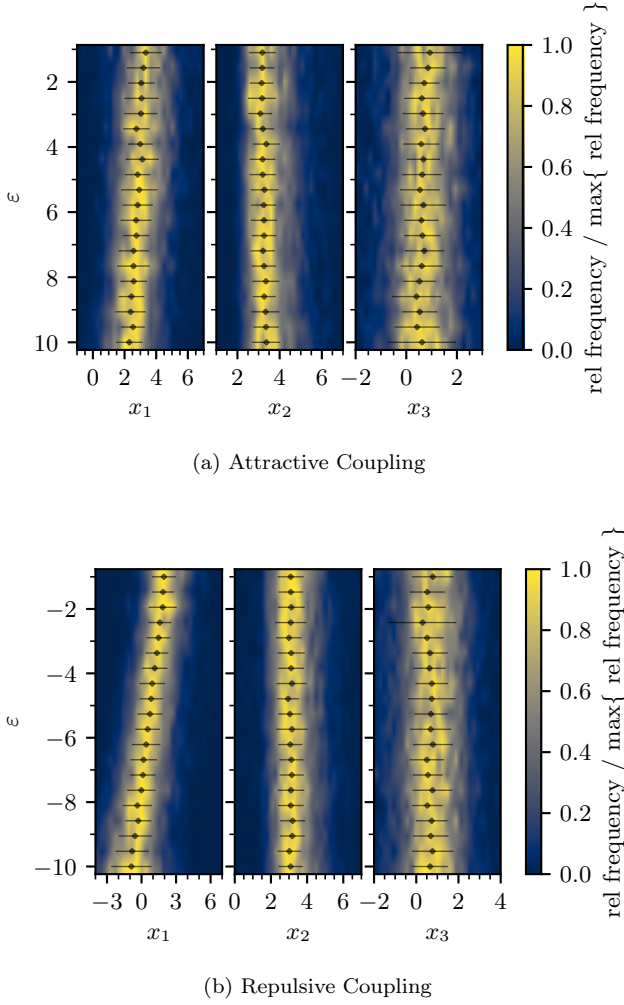 2
4
6
8
10
ε
0 2 4 6
2 4 6
−2 0 2
x₁
x₂
x₃
1.0
0.8
0.6
0.4
0.2
0.0
rel frequency / max{ rel frequency }
(a) Attractive Coupling
−2
−4
−6
−8
−10
ε
−3 0 3 6
0 2 4 6
−2 0 2 4
x₁
x₂
x₃
1.0
0.8
0.6
0.4
0.2
0.0
rel frequency / max{ rel frequency }
(b) Repulsive Coupling